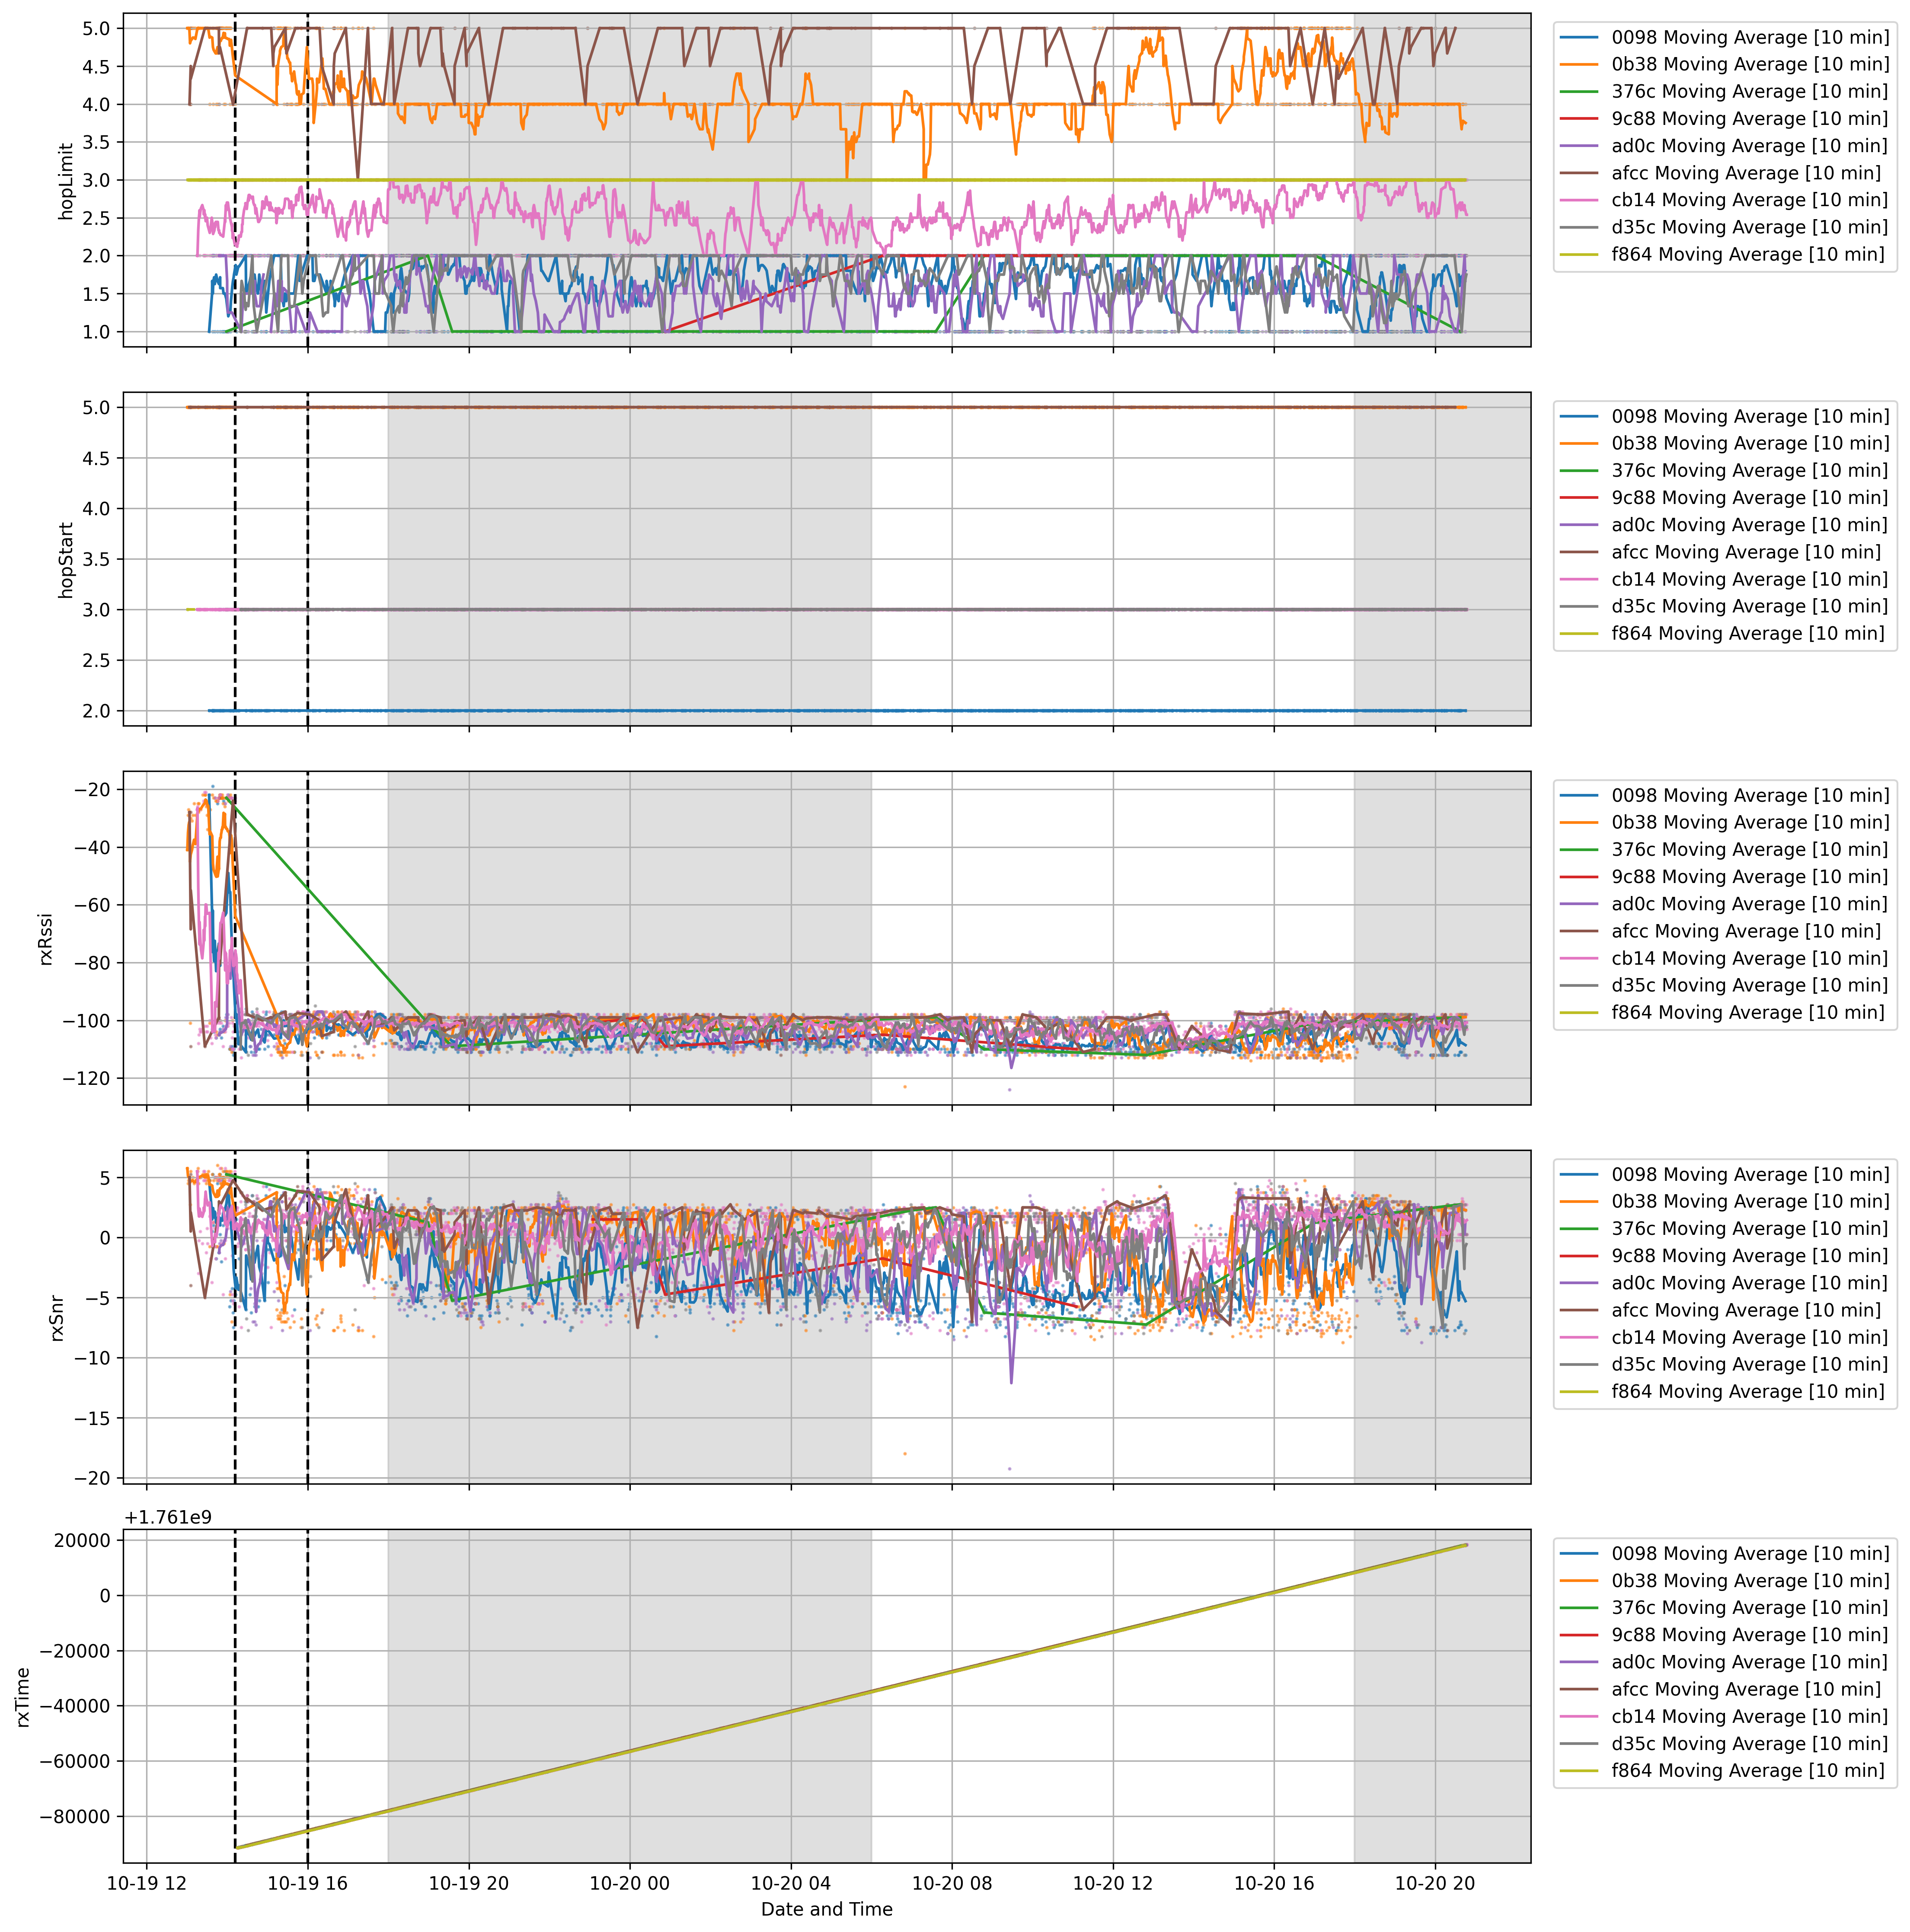 5.0
4.5
4.0
3.5
3.0
2.5
2.0
1.5
1.0
hopLimit
0098 Moving Average [10 min]
0b38 Moving Average [10 min]
376c Moving Average [10 min]
9c88 Moving Average [10 min]
ad0c Moving Average [10 min]
afcc Moving Average [10 min]
cb14 Moving Average [10 min]
d35c Moving Average [10 min]
f864 Moving Average [10 min]
5.0
4.5
4.0
3.5
3.0
2.5
2.0
hopStart
0098 Moving Average [10 min]
0b38 Moving Average [10 min]
376c Moving Average [10 min]
9c88 Moving Average [10 min]
ad0c Moving Average [10 min]
afcc Moving Average [10 min]
cb14 Moving Average [10 min]
d35c Moving Average [10 min]
f864 Moving Average [10 min]
−20
−40
−60
−80
−100
−120
rxRssi
0098 Moving Average [10 min]
0b38 Moving Average [10 min]
376c Moving Average [10 min]
9c88 Moving Average [10 min]
ad0c Moving Average [10 min]
afcc Moving Average [10 min]
cb14 Moving Average [10 min]
d35c Moving Average [10 min]
f864 Moving Average [10 min]
5
0
−5
−10
−15
−20
rxSnr
0098 Moving Average [10 min]
0b38 Moving Average [10 min]
376c Moving Average [10 min]
9c88 Moving Average [10 min]
ad0c Moving Average [10 min]
afcc Moving Average [10 min]
cb14 Moving Average [10 min]
d35c Moving Average [10 min]
f864 Moving Average [10 min]
+1.761e9
20000
0
−20000
−40000
−60000
−80000
rxTime
0098 Moving Average [10 min]
0b38 Moving Average [10 min]
376c Moving Average [10 min]
9c88 Moving Average [10 min]
ad0c Moving Average [10 min]
afcc Moving Average [10 min]
cb14 Moving Average [10 min]
d35c Moving Average [10 min]
f864 Moving Average [10 min]
10-19 12 10-19 16 10-19 20 10-20 00 10-20 04 10-20 08 10-20 12 10-20 16 10-20 20
Date and Time